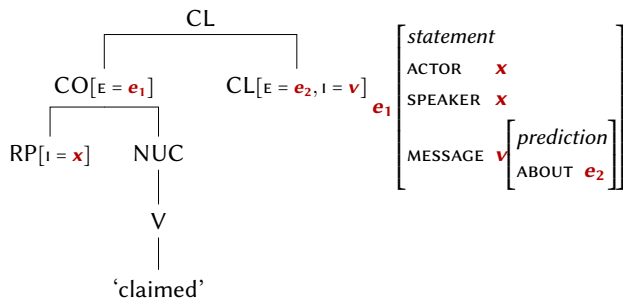 CL
CO[E = e₁] CL[E = e₂, I = v]
RP[I = x] NUC
V
‘claimed’
e₁ statement
ACTOR x
SPEAKER x
MESSAGE v prediction
ABOUT e₂